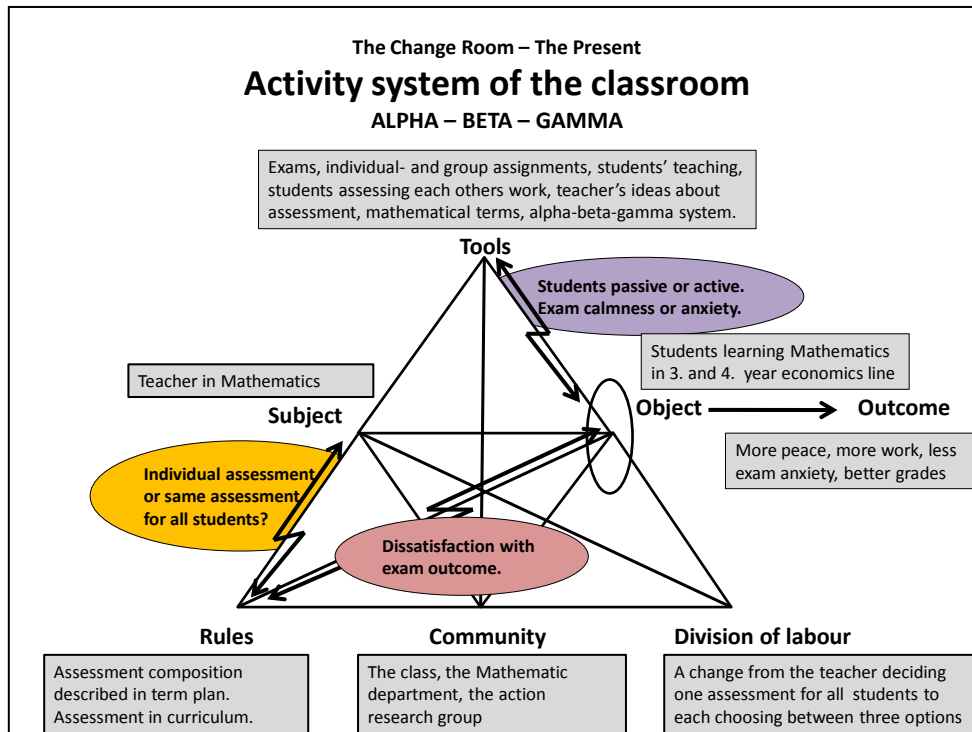 The Change Room – The Present
Activity system of the classroom
ALPHA – BETA – GAMMA
Exams, individual- and group assignments, students’ teaching,
students assessing each others work, teacher’s ideas about
assessment, mathematical terms, alpha-beta-gamma system.
Tools
Students passive or active.
Exam calmness or anxiety.
Students learning Mathematics
in 3. and 4. year economics line
Teacher in Mathematics
Subject
Object
Outcome
More peace, more work, less
exam anxiety, better grades
Individual assessment
or same assessment
for all students?
Dissatisfaction with
exam outcome.
Rules
Community
Division of labour
Assessment composition
described in term plan.
Assessment in curriculum.
The class, the Mathematic
department, the action
research group
A change from the teacher deciding
one assessment for all students to
each choosing between three options